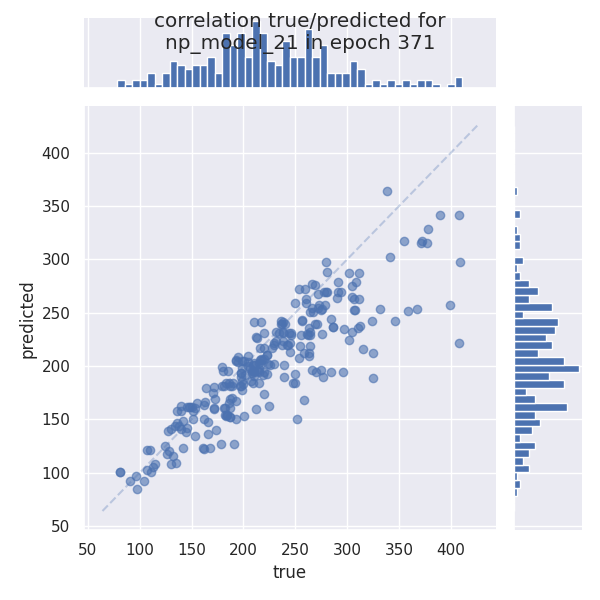 correlation true/predicted for
np_model_21 in epoch 371
400
350
300
250
200
150
100
50
predicted
50 100 150 200 250 300 350 400
true